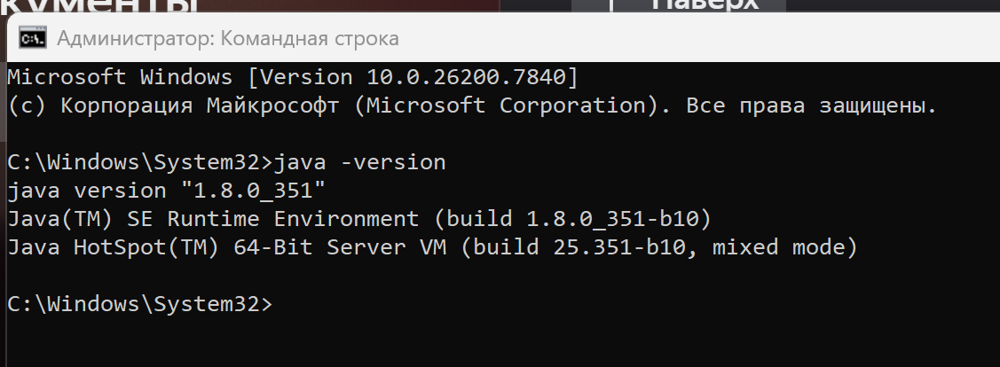 Наверх
Администратор: Командная строка
Microsoft Windows [Version 10.0.26200.7840]
(c) Корпорация Майкрософт (Microsoft Corporation). Все права защищены.
C:\Windows\System32>java -version
java version "1.8.0_351"
Java(TM) SE Runtime Environment (build 1.8.0_351-b10)
Java HotSpot(TM) 64-Bit Server VM (build 25.351-b10, mixed mode)
C:\Windows\System32>